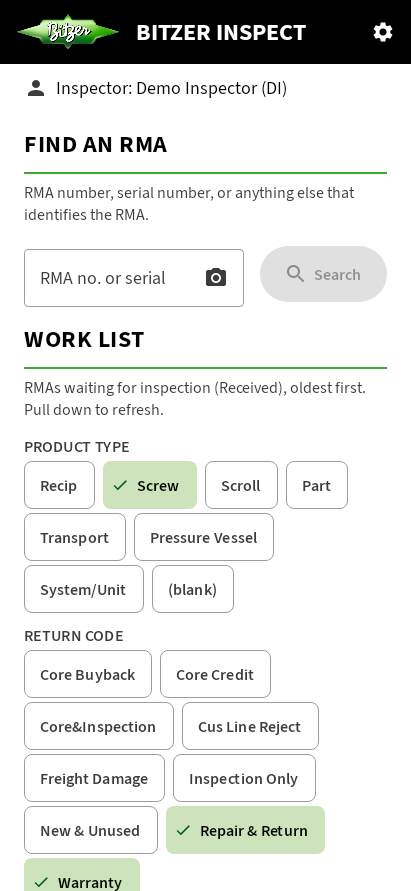 Bitzer
BITZER INSPECT
Inspector: Demo Inspector (DI)
FIND AN RMA
RMA number, serial number, or anything else that
identifies the RMA.
RMA no. or serial
Search
WORK LIST
RMAs waiting for inspection (Received), oldest first.
Pull down to refresh.
PRODUCT TYPE
Recip
Screw
Scroll
Part
Transport
Pressure Vessel
System/Unit
(blank)
RETURN CODE
Core Buyback
Core Credit
Core&Inspection
Cus Line Reject
Freight Damage
Inspection Only
New & Unused
Repair & Return
Warranty